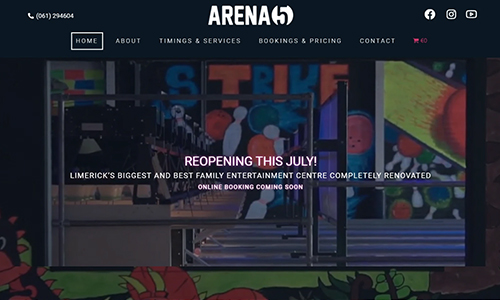 (061) 294604
ARENA5
HOME ABOUT TIMINGS & SERVICES BOOKINGS & PRICING CONTACT €0
STRIKE
REOPENING THIS JULY!
LIMERICK'S BIGGEST AND BEST FAMILY ENTERTAINMENT CENTRE COMPLETELY RENOVATED
ONLINE BOOKING COMING SOON